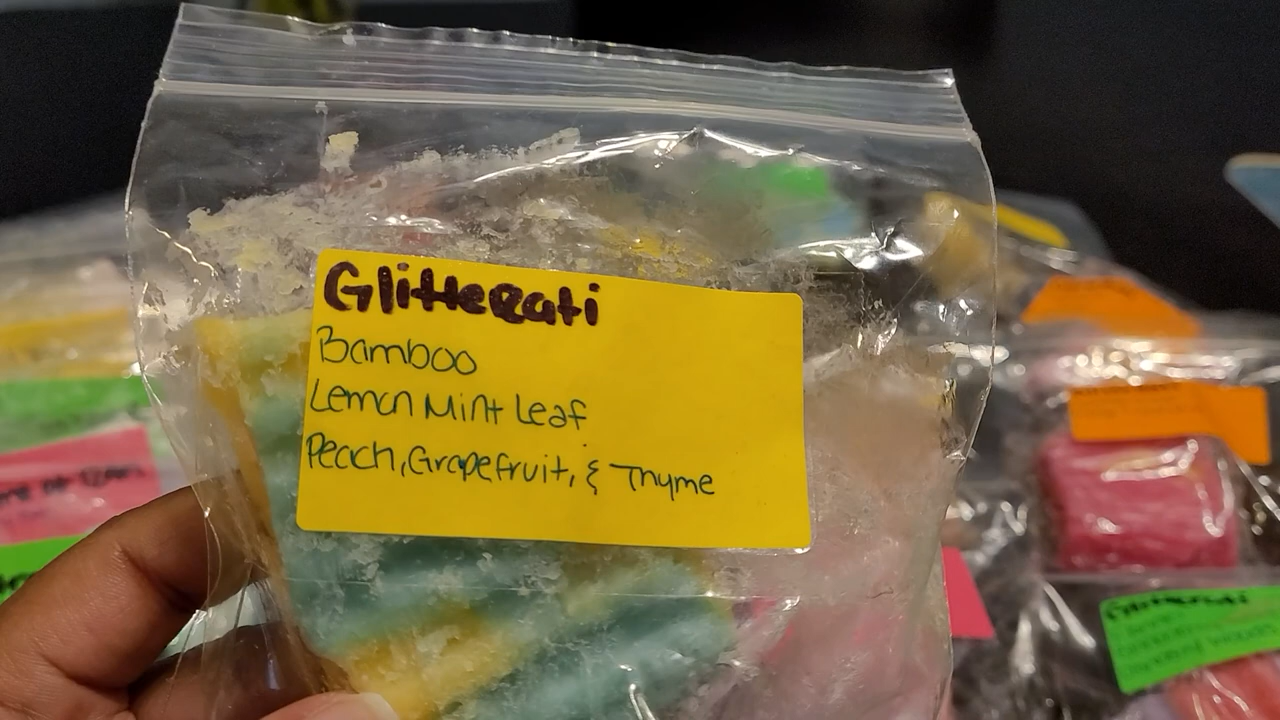 GlitteRati
Bamboo
Lemon Mint Leaf
Peach, Grapefruit, & Thyme